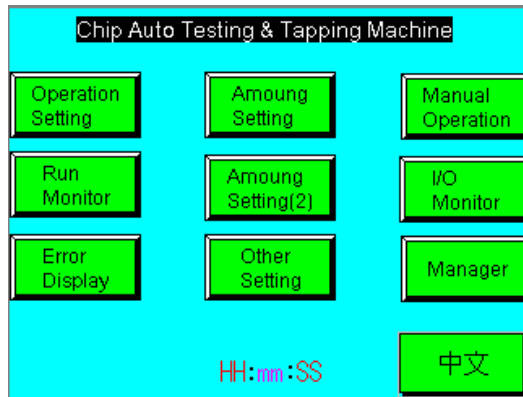 Chip Auto Testing & Tapping Machine
Operation
Setting
Amoung
Setting
Manual
Operation
Run
Monitor
Amoung
Setting(2)
I/O
Monitor
Error
Display
Other
Setting
Manager
HH:mm:SS
中文